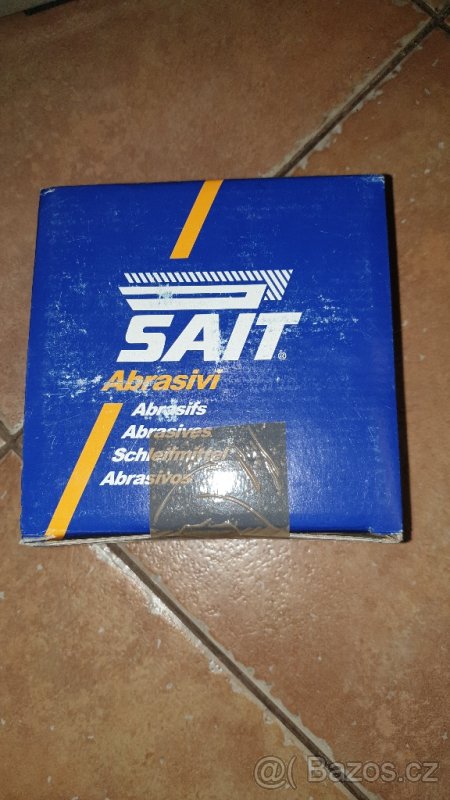 SAIT®
Abrasivi
Abrasifs
Abrasives
Schleifmittel
Abrasivos
@Bazos.cz